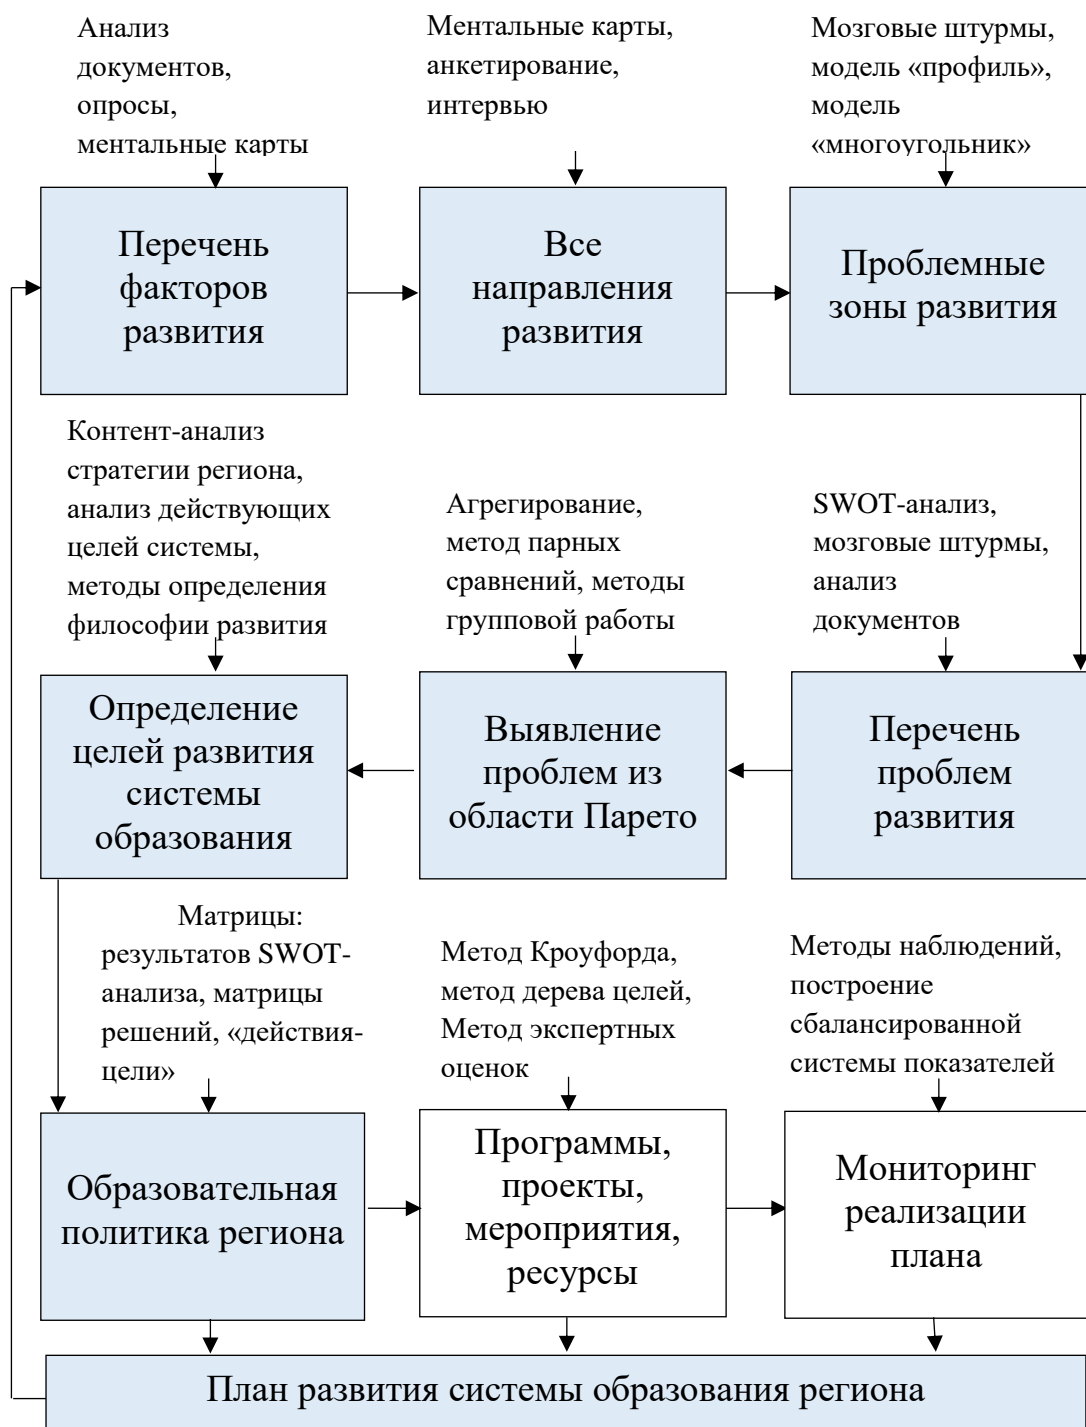 Анализ
документов,
опросы,
ментальные карты
Ментальные карты,
анкетирование,
интервью
Мозговые штурмы,
модель «профиль»,
модель
«многоугольник»
Перечень
факторов
развития
Все
направления
развития
Проблемные
зоны развития
Контент-анализ
стратегии региона,
анализ действующих
целей системы,
методы определения
философии развития
Агрегирование,
метод парных
сравнений, методы
групповой работы
SWOT-анализ,
мозговые штурмы,
анализ
документов
Определение
целей развития
системы
образования
Выявление
проблем из
области Парето
Перечень
проблем
развития
Матрицы:
результатов SWOT-
анализа, матрицы
решений, «действия-
цели»
Метод Кроуфорда,
метод дерева целей,
Метод экспертных
оценок
Методы наблюдений,
построение
сбалансированной
системы показателей
Образовательная
политика региона
Программы,
проекты,
мероприятия,
ресурсы
Мониторинг
реализации
плана
План развития системы образования региона